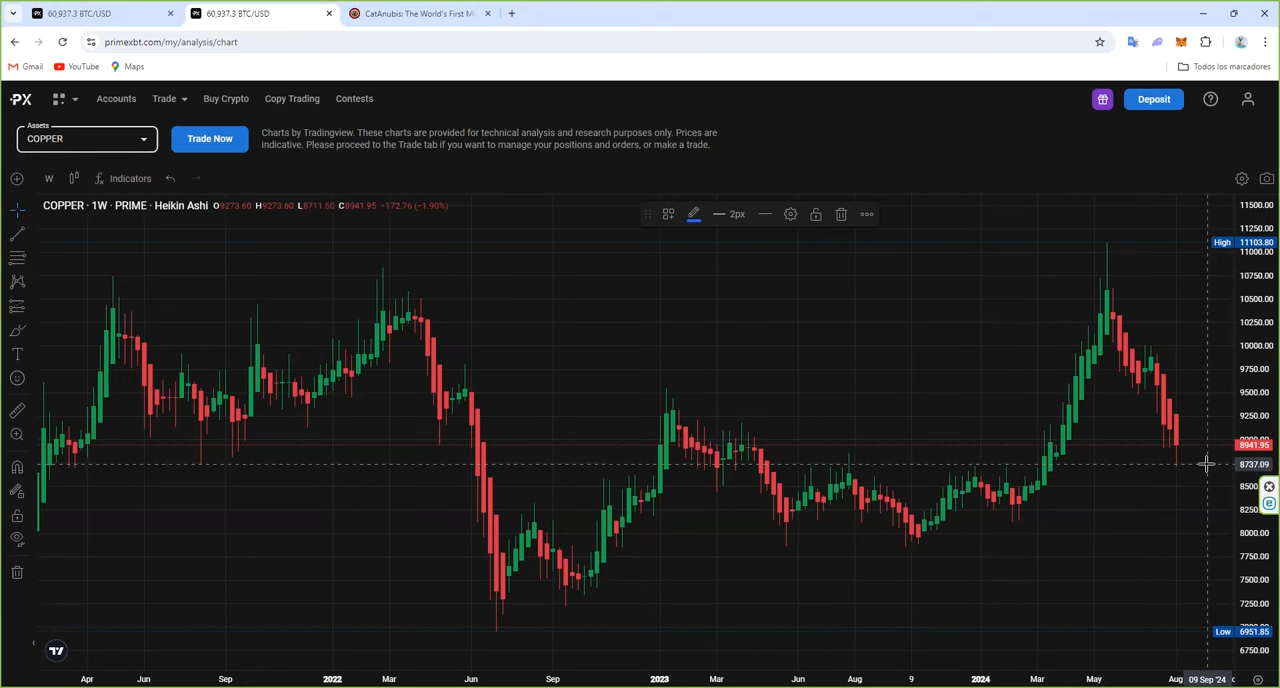 60,937.3 BTC/USD
60,937.3 BTC/USD
CatAnubis: The World's First M
primexbt.com/my/analysis/chart
Gmail
YouTube
Maps
Todos los marcadores
PX
Accounts
Trade
Buy Crypto
Copy Trading
Contests
Deposit
Assets
COPPER
Trade Now
Charts by Tradingview. These charts are provided for technical analysis and research purposes only. Prices are
indicative. Please proceed to the Trade tab if you want to manage your positions and orders, or make a trade.
W
Indicators
COPPER · 1W · PRIME · Heikin Ashi O9273.60 H9273.60 L8711.50 C8941.95 −172.76 (−1.90%)
2px
11500.00
11250.00
High 11103.80
11000.00
10750.00
10500.00
10250.00
10000.00
9750.00
9500.00
9250.00
8941.95
8737.09
8250.00
8000.00
7750.00
7500.00
7250.00
Low 6951.85
6750.00
Apr Jun Sep 2022 Mar Jun Sep 2023 Mar Jun Aug 9 2024 Mar May Aug 09 Sep '24